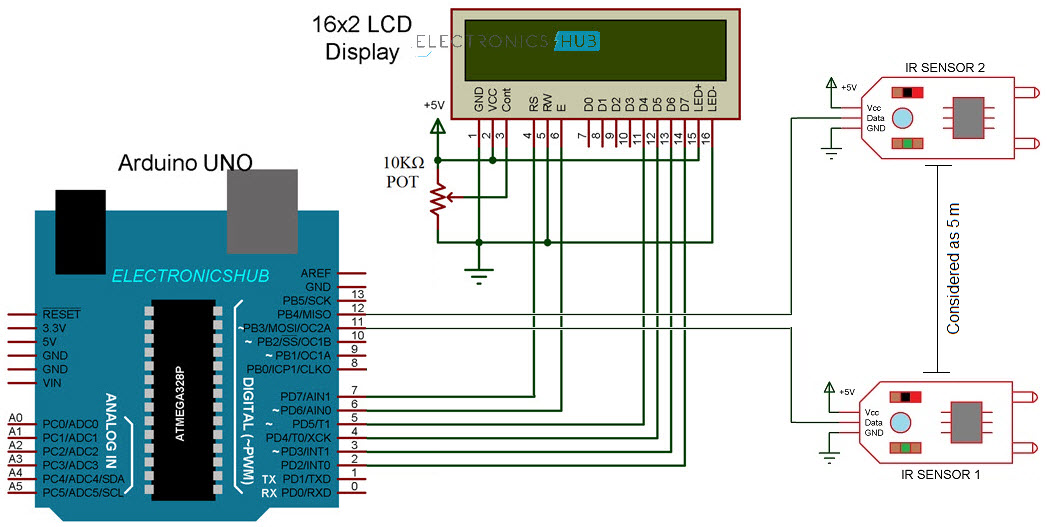 16x2 LCD
Display
ELECTRONICS HUB
GND
VCC
Cont
RS
RW
E
D0
D1
D2
D3
D4
D5
D6
D7
LED+
LED-
1
2
3
4
5
6
7
8
9
10
11
12
13
14
15
16
+5V
10KΩ
POT
IR SENSOR 2
+5V
Vcc
Data
GND
Considered as 5 m
+5V
Vcc
Data
GND
IR SENSOR 1
Arduino UNO
ELECTRONICSHUB
ATMEGA328P
ANALOG IN
DIGITAL (~PWM)
RESET
3.3V
5V
GND
GND
VIN
A0 PC0/ADC0
A1 PC1/ADC1
A2 PC2/ADC2
A3 PC3/ADC3
A4 PC4/ADC4/SDA
A5 PC5/ADC5/SCL
AREF
GND
PB5/SCK 13
PB4/MISO 12
~PB3/MOSI/OC2A 11
~ PB2/SS/OC1B 10
~ PB1/OC1A 9
PB0/ICP1/CLKO 8
PD7/AIN1 7
~PD6/AIN0 6
~ PD5/T1 5
PD4/T0/XCK 4
~PD3/INT1 3
PD2/INT0 2
TX PD1/TXD 1
RX PD0/RXD 0